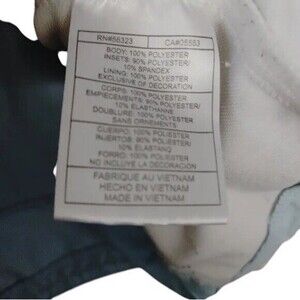 RN#56323 CA#05553
BODY: 100% POLYESTER
INSETS: 90% POLYESTER/
10% SPANDEX
LINING: 100% POLYESTER
EXCLUSIVE OF DECORATION
CORPS: 100% POLYESTER
EMPIECEMENTS: 90% POLYESTER/
10% ELASTHANNE
DOUBLURE: 100% POLYESTER
SANS ORNEMENTS
CUERPO: 100% POLIESTER
INJERTOS: 90% POLIESTER/
10% ELASTANO
FORRO: 100% POLIESTER
NO INCLUYE LA DECORACIÓN
FABRIQUE AU VIETNAM
HECHO EN VIETNAM
MADE IN VIETNAM